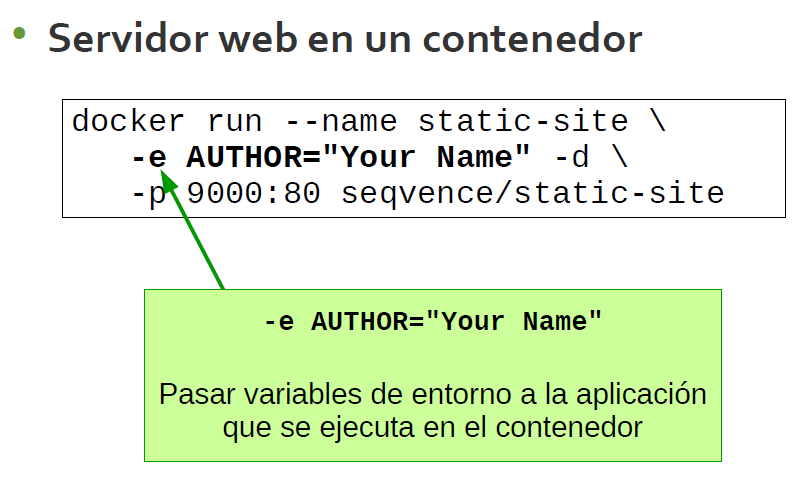 • Servidor web en un contenedor
docker run --name static-site \
-e AUTHOR="Your Name" -d \
-p 9000:80 seqvence/static-site
-e AUTHOR="Your Name"
Pasar variables de entorno a la aplicación
que se ejecuta en el contenedor